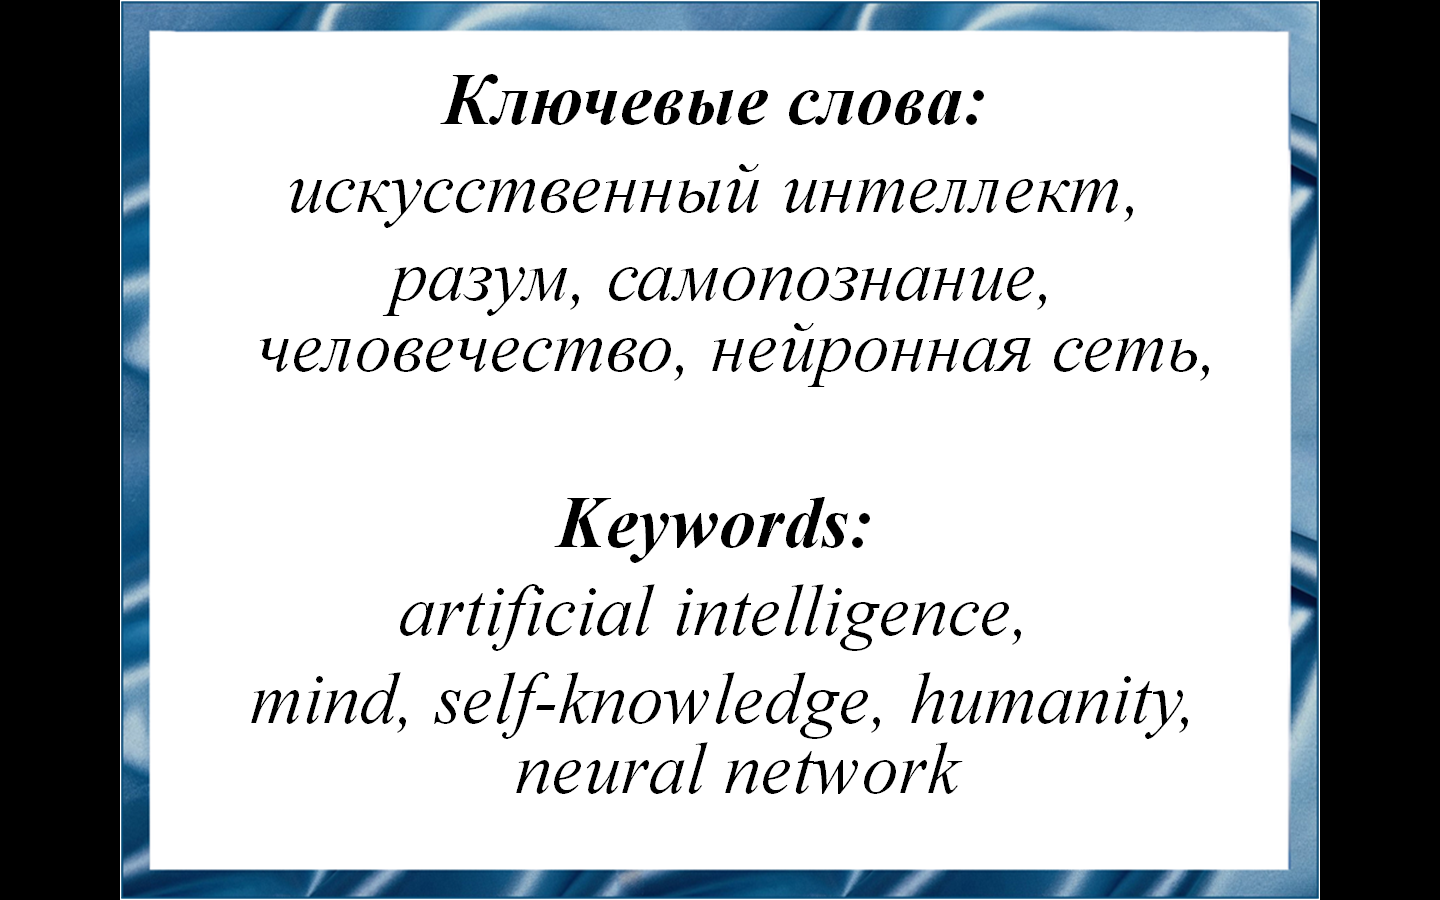 Ключевые слова:
искусственный интеллект,
разум, самопознание,
человечество, нейронная сеть,
Keywords:
artificial intelligence,
mind, self-knowledge, humanity,
neural network